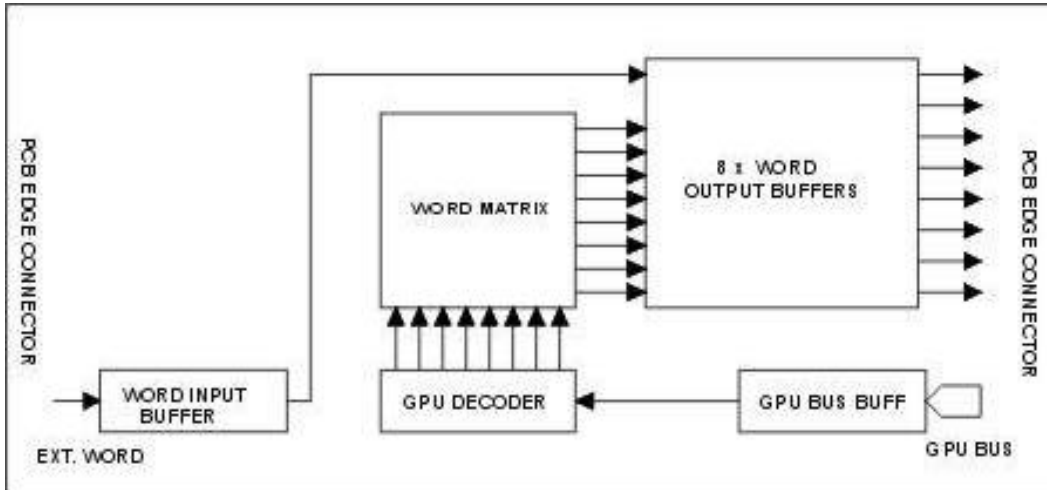 PCB EDGE CONNECTOR
WORD MATRIX
8 x WORD
OUTPUT BUFFERS
PCB EDGE CONNECTOR
WORD INPUT
BUFFER
GPU DECODER
GPU BUS BUFF
EXT. WORD
GPU BUS